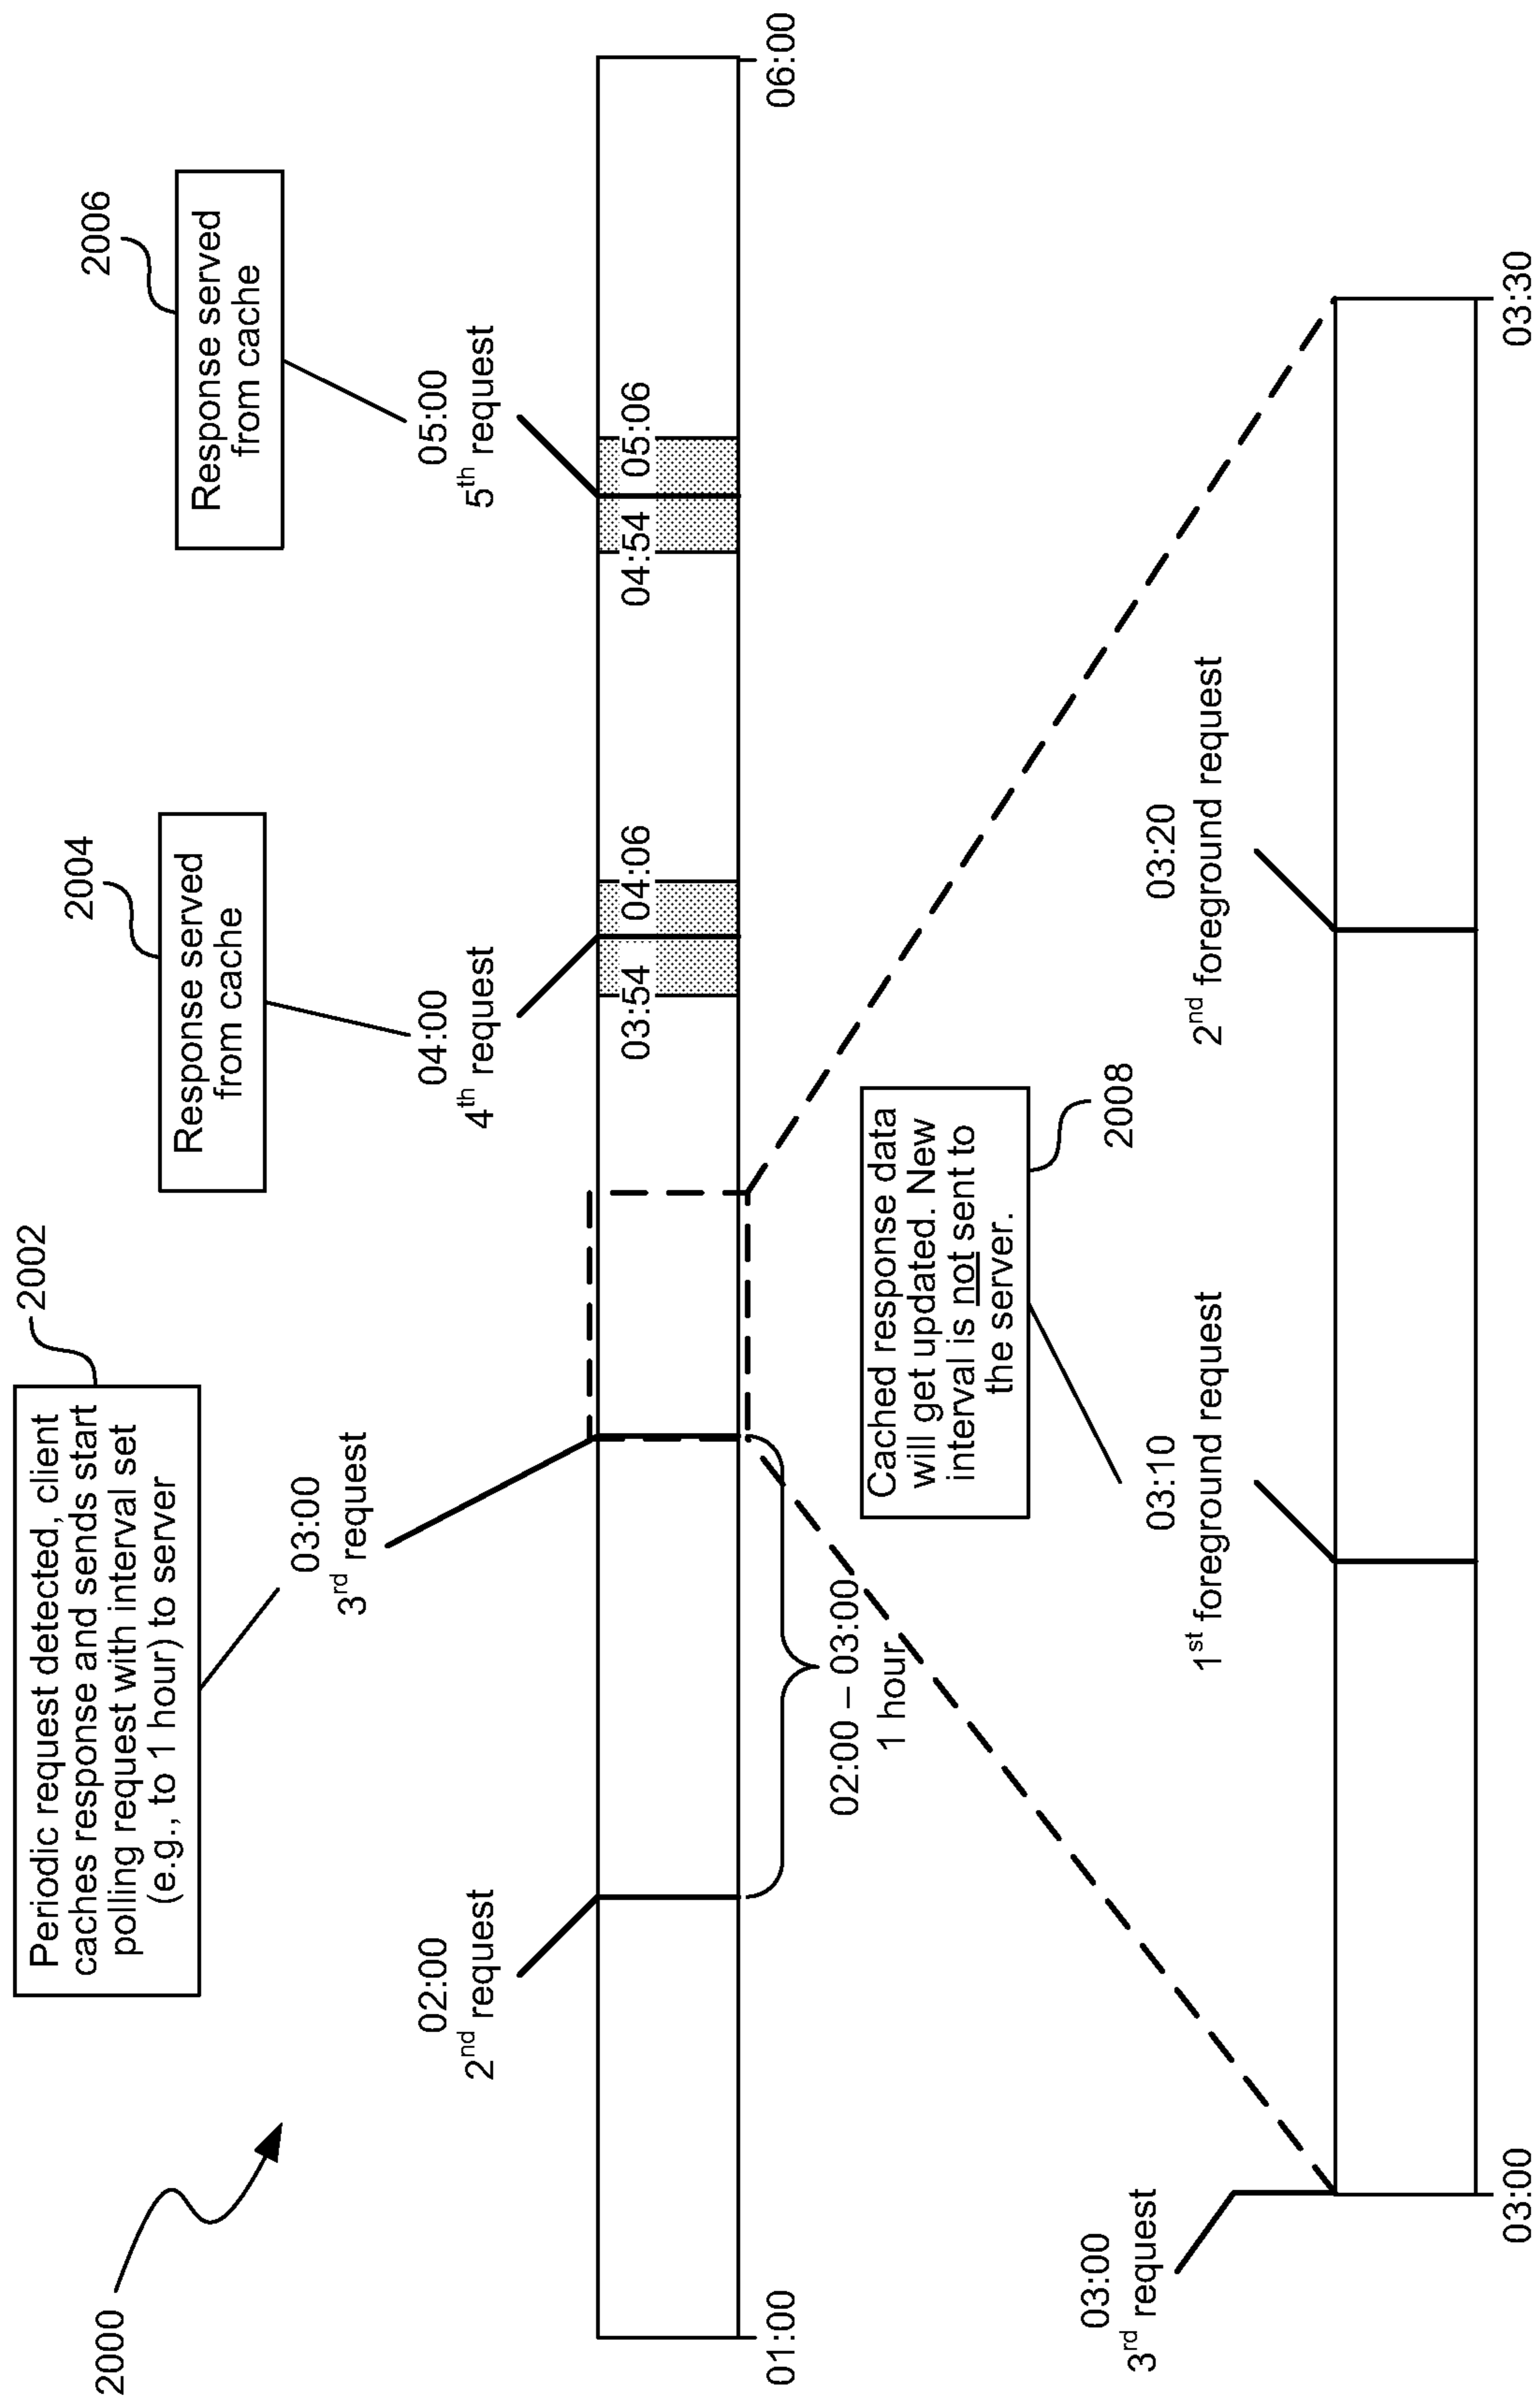 2000
2002
Periodic request detected, client
caches response and sends start
polling request with interval set
(e.g., to 1 hour) to server
2004
Response served
from cache
2006
Response served
from cache
02:00
2nd request
03:00
3rd request
04:00
4th request
05:00
5th request
03:54
04:06
04:54
05:06
01:00
06:00
02:00 – 03:00
1 hour
Cached response data
will get updated. New
interval is not sent to
the server.
2008
03:00
3rd request
03:10
1st foreground request
03:20
2nd foreground request
03:00
03:30